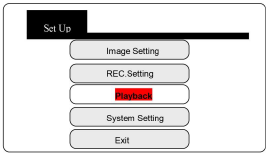 Set Up
Image Setting
REC.Setting
Playback
System Setting
Exit